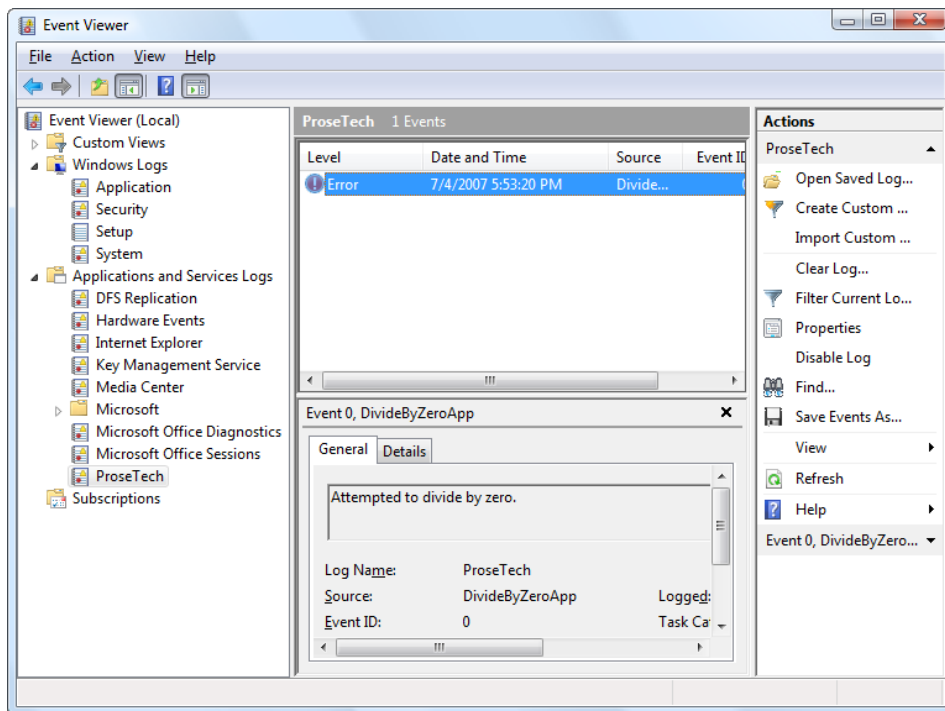 Event Viewer
File Action View Help
Event Viewer (Local)
Custom Views
Windows Logs
Application
Security
Setup
System
Applications and Services Logs
DFS Replication
Hardware Events
Internet Explorer
Key Management Service
Media Center
Microsoft
Microsoft Office Diagnostics
Microsoft Office Sessions
ProseTech
Subscriptions
ProseTech 1 Events
Level Date and Time Source Event ID
Error 7/4/2007 5:53:20 PM Divide...
Event 0, DivideByZeroApp
General Details
Attempted to divide by zero.
Log Name: ProseTech
Source: DivideByZeroApp Logged:
Event ID: 0 Task Ca
Actions
ProseTech
Open Saved Log...
Create Custom ...
Import Custom ...
Clear Log...
Filter Current Lo...
Properties
Disable Log
Find...
Save Events As...
View
Refresh
Help
Event 0, DivideByZero...